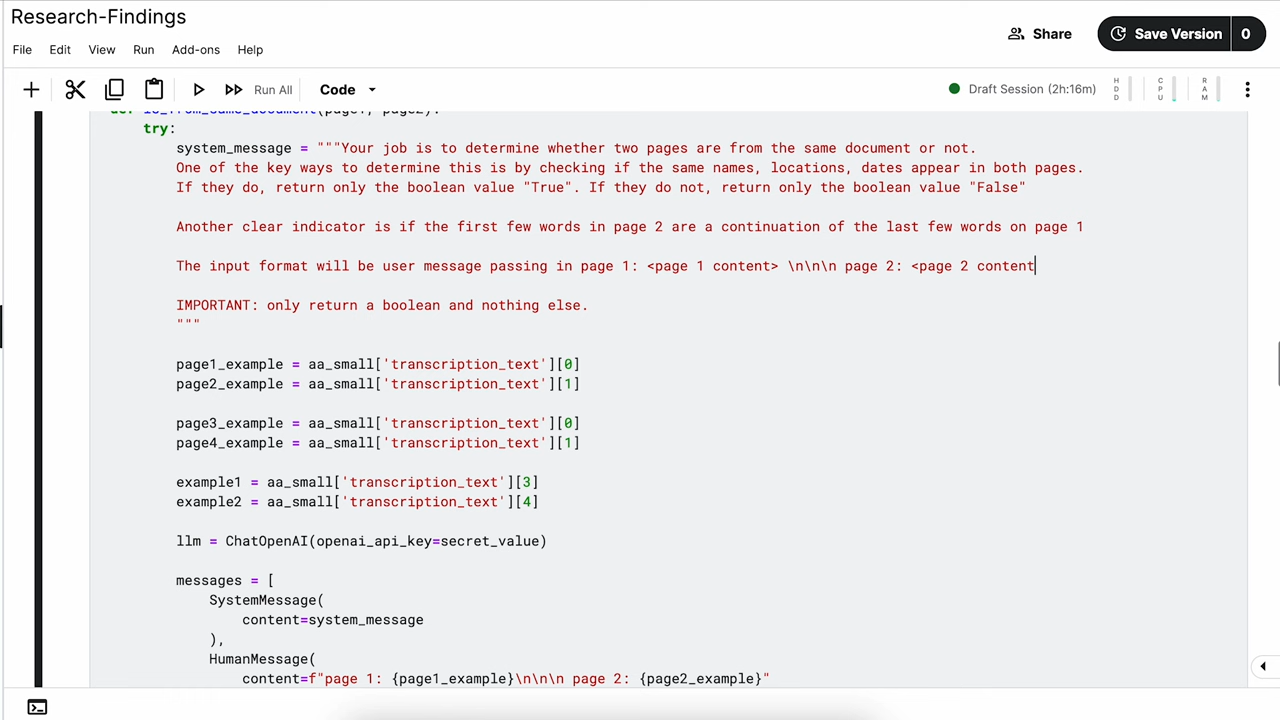 Research-Findings
File Edit View Run Add-ons Help
Share
Save Version 0
Run All
Code
Draft Session (2h:16m)
HDD
CPU
RAM
def is_from_same_document(page1, page2):
try:
system_message = """Your job is to determine whether two pages are from the same document or not.
One of the key ways to determine this is by checking if the same names, locations, dates appear in both pages.
If they do, return only the boolean value "True". If they do not, return only the boolean value "False"
Another clear indicator is if the first few words in page 2 are a continuation of the last few words on page 1
The input format will be user message passing in page 1: <page 1 content> \n\n\n page 2: <page 2 content
IMPORTANT: only return a boolean and nothing else.
"""
page1_example = aa_small['transcription_text'][0]
page2_example = aa_small['transcription_text'][1]
page3_example = aa_small['transcription_text'][0]
page4_example = aa_small['transcription_text'][1]
example1 = aa_small['transcription_text'][3]
example2 = aa_small['transcription_text'][4]
llm = ChatOpenAI(openai_api_key=secret_value)
messages = [
SystemMessage(
content=system_message
),
HumanMessage(
content=f"page 1: {page1_example}\n\n\n page 2: {page2_example}"